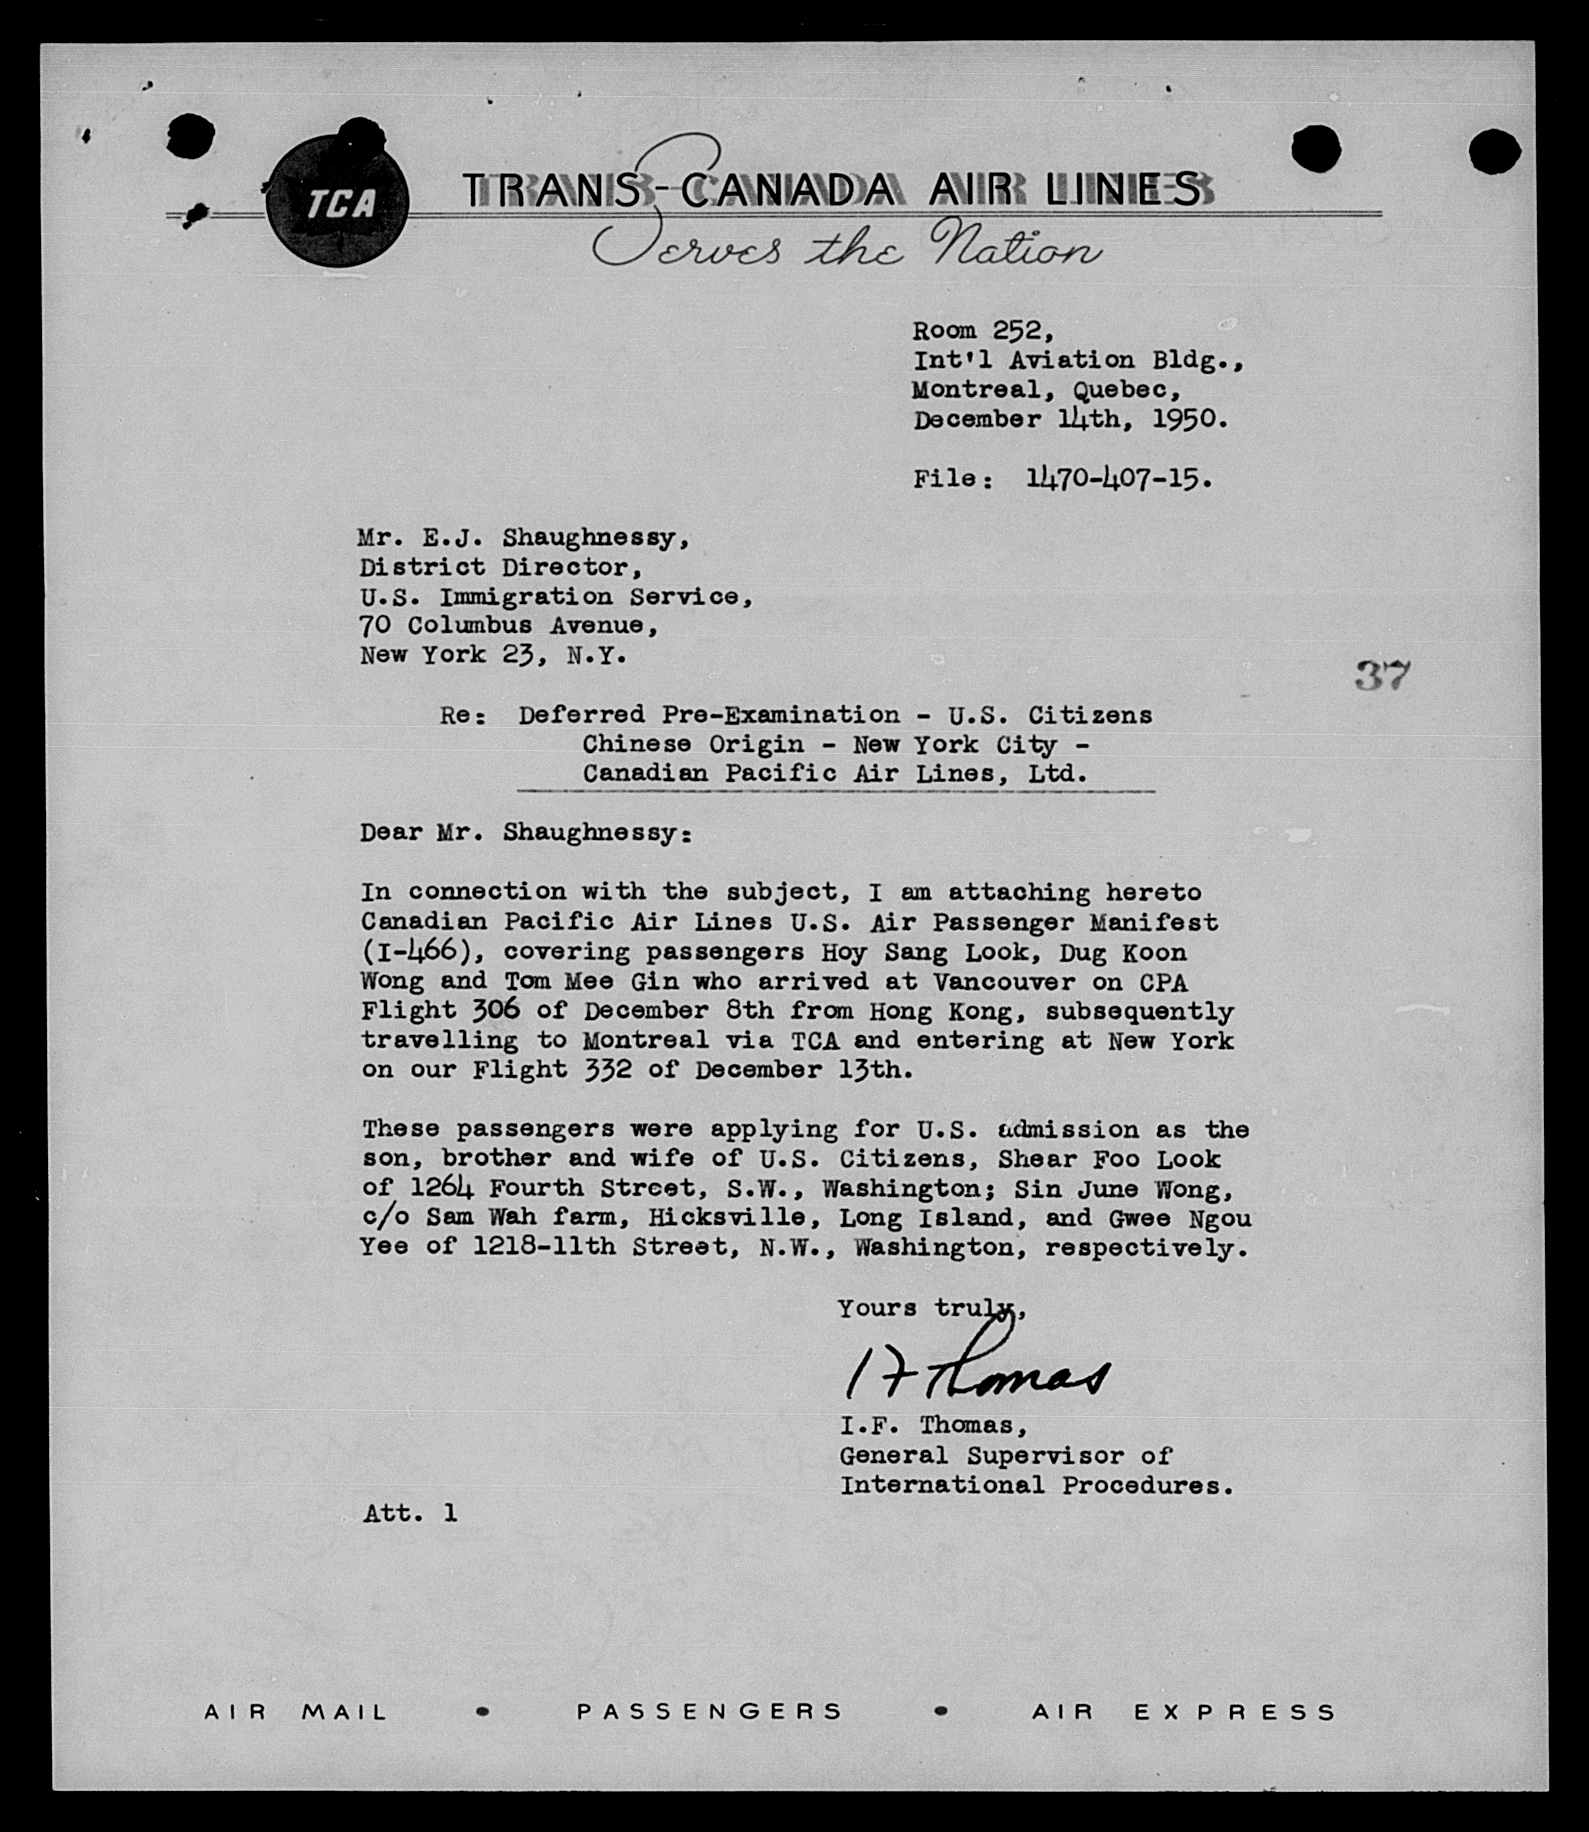 TCA
TRANS-CANADA AIR LINES
Serves the Nation
Room 252,
Int'l Aviation Bldg.,
Montreal, Quebec,
December 14th, 1950.
File: 1470-407-15.
Mr. E.J. Shaughnessy,
District Director,
U.S. Immigration Service,
70 Columbus Avenue,
New York 23, N.Y.
37
Re: Deferred Pre-Examination - U.S. Citizens
Chinese Origin - New York City -
Canadian Pacific Air Lines, Ltd.
Dear Mr. Shaughnessy:
In connection with the subject, I am attaching hereto
Canadian Pacific Air Lines U.S. Air Passenger Manifest
(I-466), covering passengers Hoy Sang Look, Dug Koon
Wong and Tom Mee Gin who arrived at Vancouver on CPA
Flight 306 of December 8th from Hong Kong, subsequently
travelling to Montreal via TCA and entering at New York
on our Flight 332 of December 13th.
These passengers were applying for U.S. admission as the
son, brother and wife of U.S. Citizens, Shear Foo Look
of 1264 Fourth Street, S.W., Washington; Sin June Wong,
c/o Sam Wah farm, Hicksville, Long Island, and Gwee Ngou
Yee of 1218-11th Street, N.W., Washington, respectively.
Yours truly,
I F Thomas
I.F. Thomas,
General Supervisor of
International Procedures.
Att. 1
AIR MAIL • PASSENGERS • AIR EXPRESS